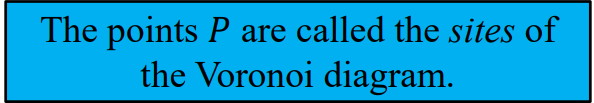 The points P are called the sites of
the Voronoi diagram.